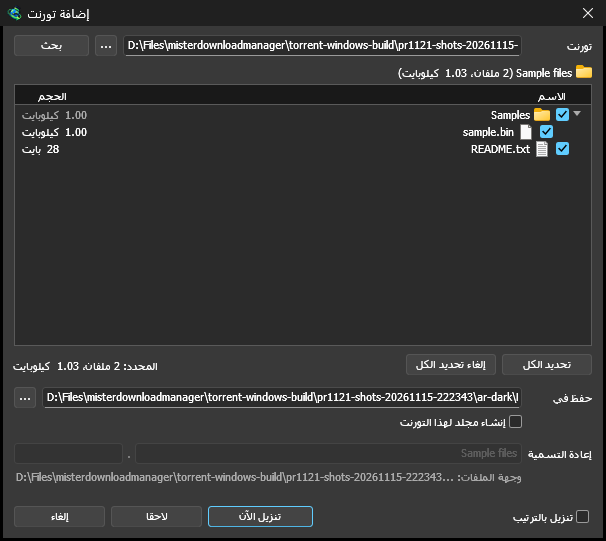 إضافة تورنت
تورنت D:\Files\misterdownloadmanager\torrent-windows-build\pr1121-shots-20261115- ... بحث
Sample files (2 ملفان، 1.03 كيلوبايت)
الاسم الحجم
Samples 1.00 كيلوبايت
sample.bin 1.00 كيلوبايت
README.txt 28 بايت
تحديد الكل إلغاء تحديد الكل المحدد: 2 ملفان، 1.03 كيلوبايت
حفظ في D:\Files\misterdownloadmanager\torrent-windows-build\pr1121-shots-20261115-222343\ar-dark\ ...
إنشاء مجلد لهذا التورنت
إعادة التسمية Sample files .
وجهة الملفات: D:\Files\misterdownloadmanager\torrent-windows-build\pr1121-shots-20261115-222343...
تنزيل بالترتيب تنزيل الآن لاحقا إلغاء